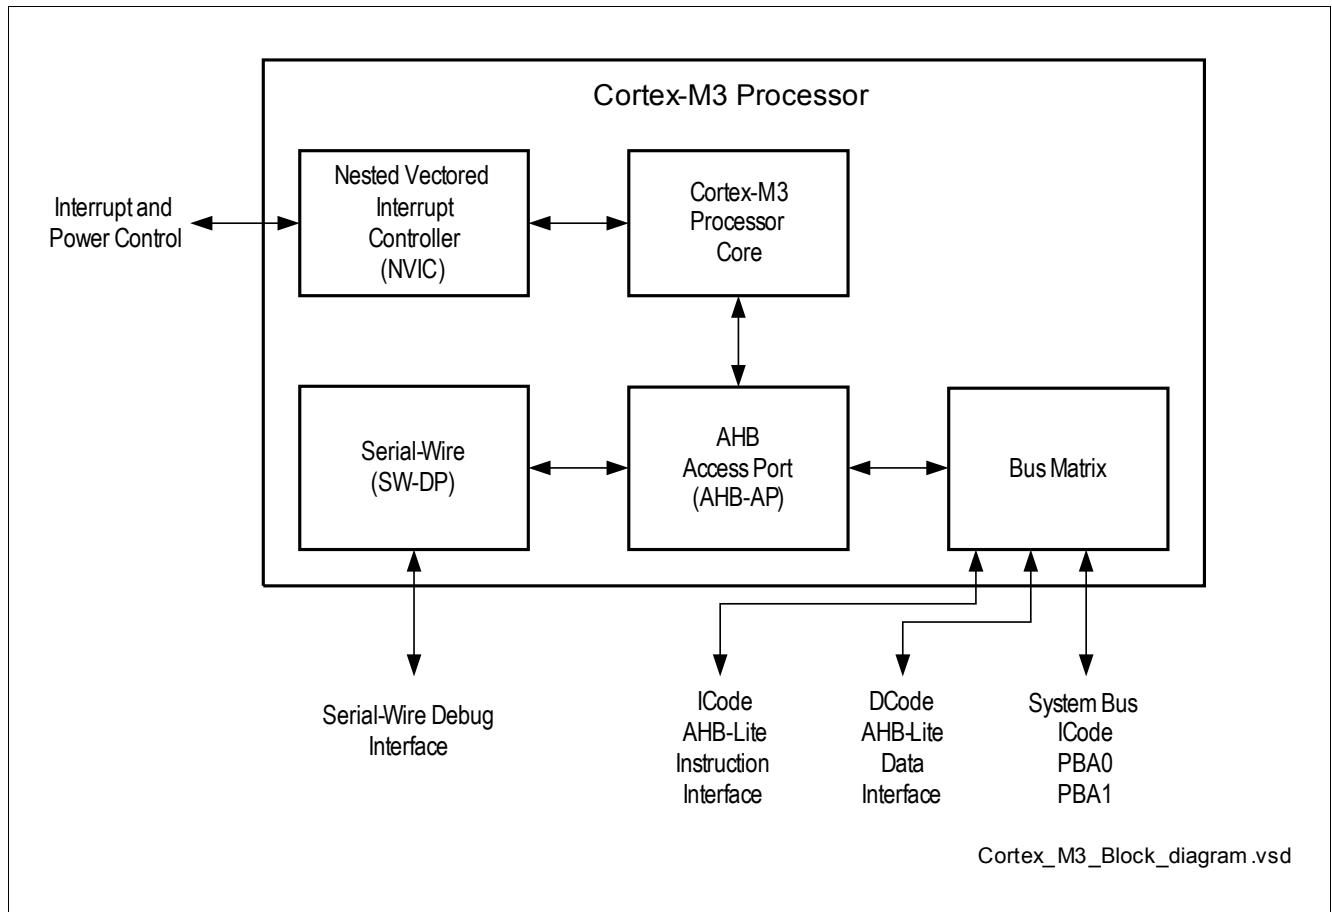 Cortex-M3 Processor
Nested Vectored
Interrupt
Controller
(NVIC)
Cortex-M3
Processor
Core
Interrupt and
Power Control
Serial-Wire
(SW-DP)
AHB
Access Port
(AHB-AP)
Bus Matrix
Serial-Wire Debug
Interface
ICode
AHB-Lite
Instruction
Interface
DCode
AHB-Lite
Data
Interface
System Bus
ICode
PBA0
PBA1
Cortex_M3_Block_diagram.vsd